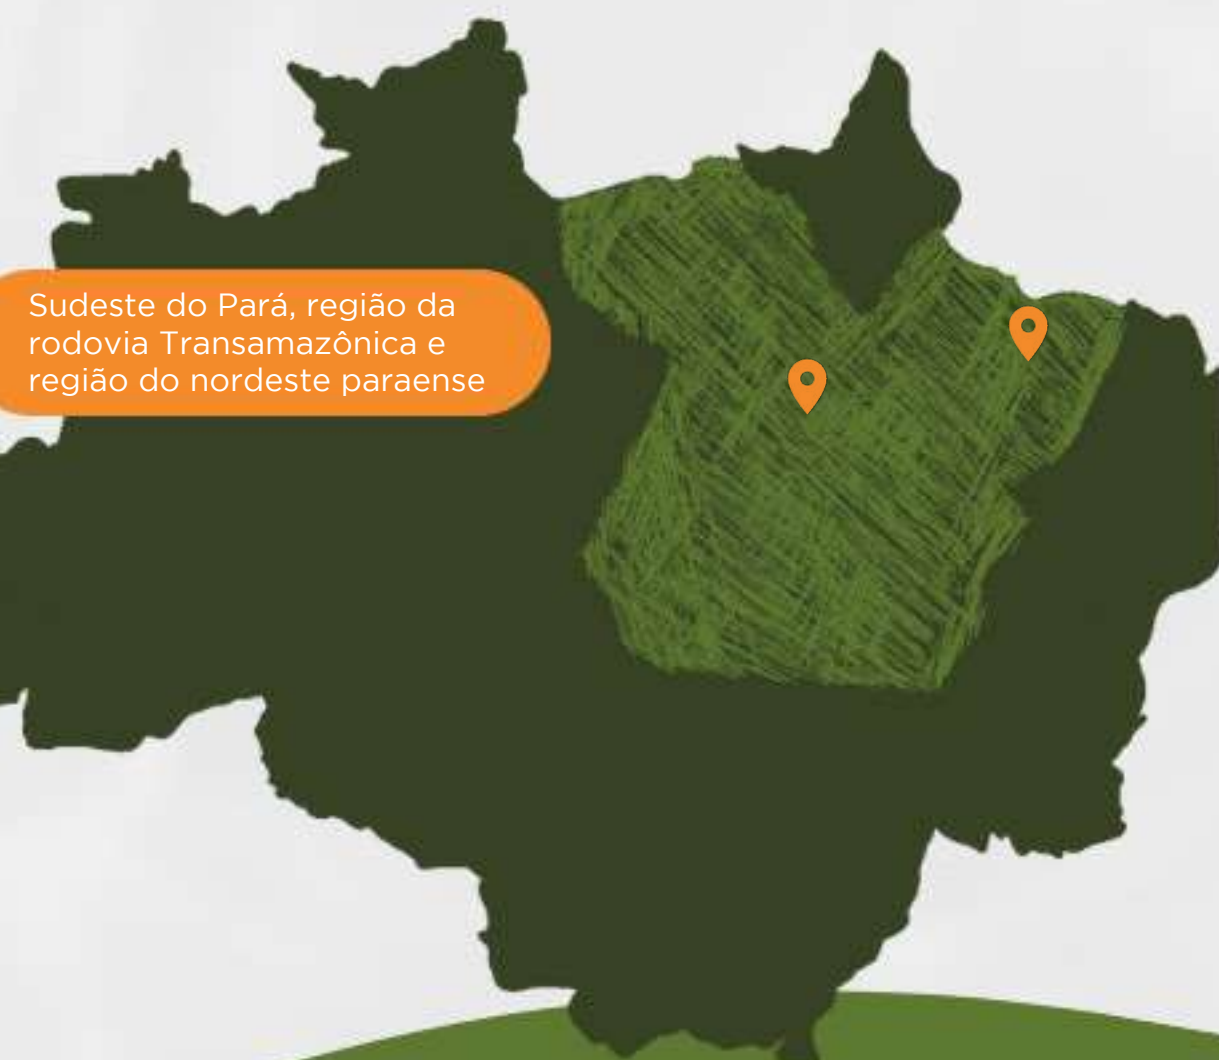 Sudeste do Pará, região da
rodovia Transamazônica e
região do nordeste paraense